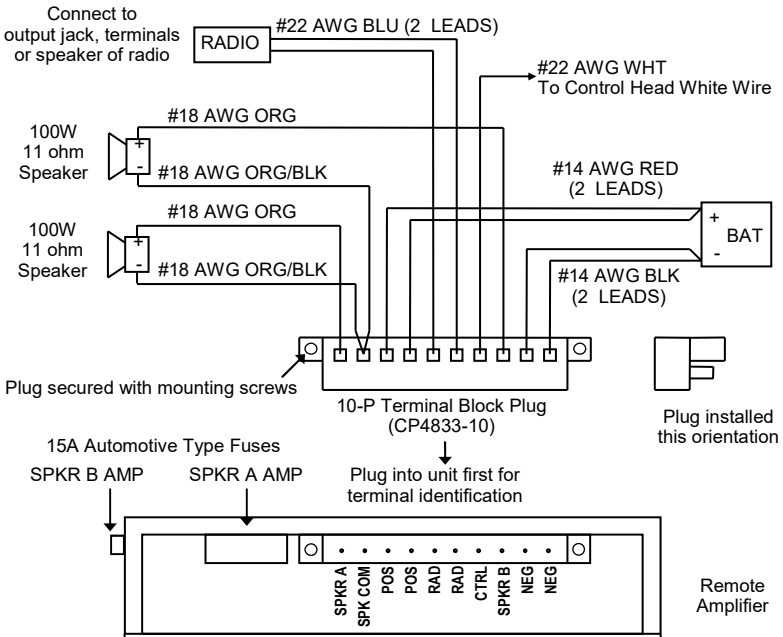 Connect to
output jack, terminals
or speaker of radio
RADIO
#22 AWG BLU (2 LEADS)
#22 AWG WHT
To Control Head White Wire
#18 AWG ORG
100W
11 ohm
Speaker
+
-
#18 AWG ORG/BLK
#14 AWG RED
(2 LEADS)
#18 AWG ORG
100W
11 ohm
Speaker
+
-
#18 AWG ORG/BLK
+
BAT
-
#14 AWG BLK
(2 LEADS)
Plug secured with mounting screws
10-P Terminal Block Plug
(CP4833-10)
Plug installed
this orientation
15A Automotive Type Fuses
SPKR B AMP
SPKR A AMP
Plug into unit first for
terminal identification
SPKR A
SPK COM
POS
POS
RAD
RAD
CTRL
SPKR B
NEG
NEG
Remote
Amplifier